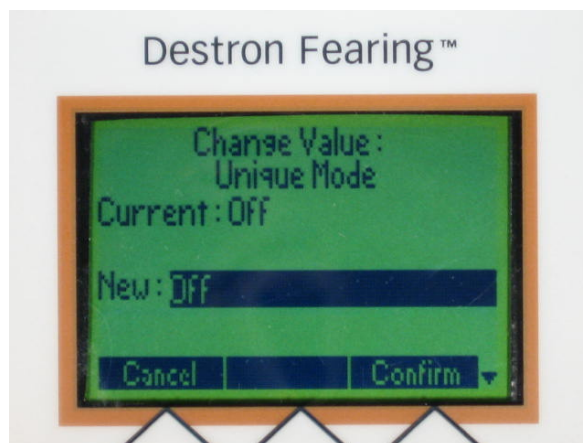 Destron Fearing™
Change Value:
Unique Mode
Current: Off
New: Off
Cancel Confirm